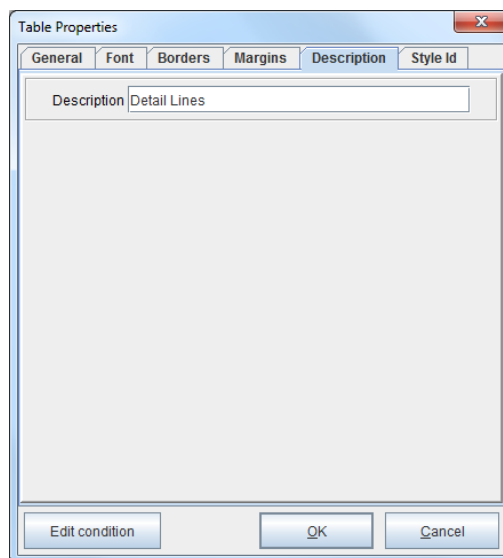 Table Properties
x
General Font Borders Margins Description Style Id
Description Detail Lines
Edit condition OK Cancel